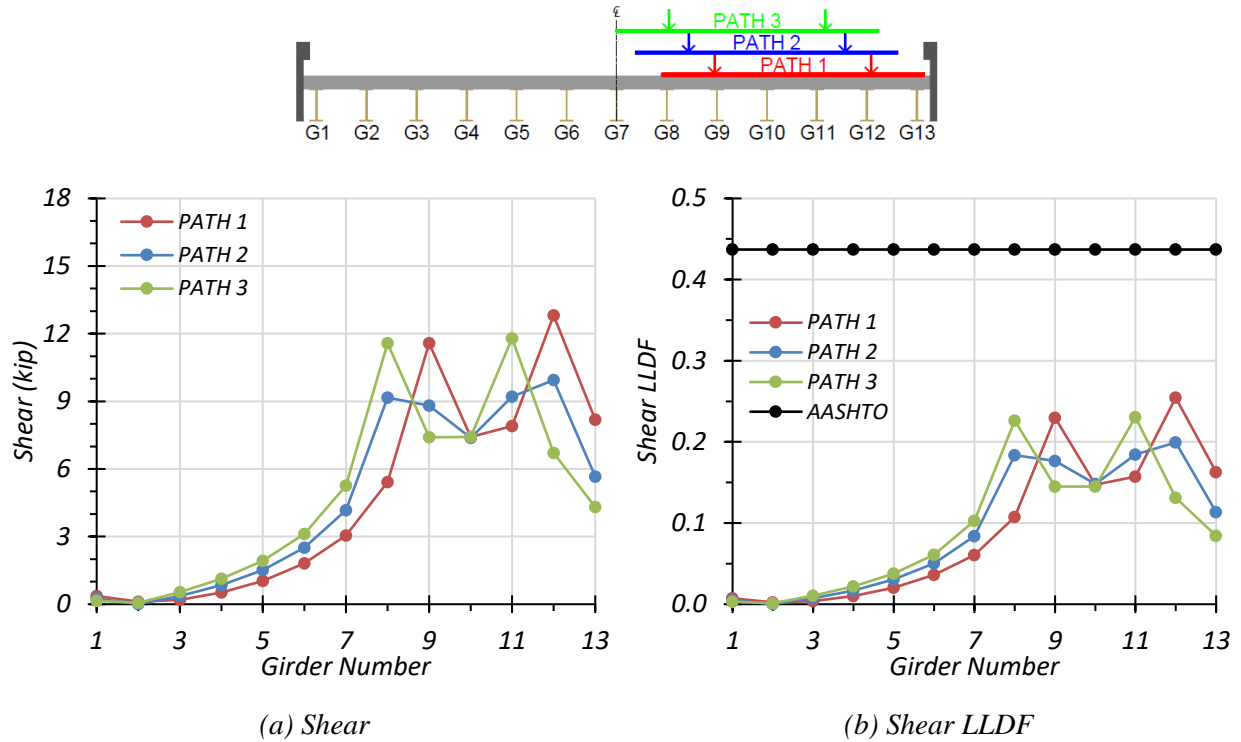 ℄
PATH 3
PATH 2
PATH 1
G1 G2 G3 G4 G5 G6 G7 G8 G9 G10 G11 G12 G13
18
15
12
9
6
3
0
Shear (kip)
PATH 1
PATH 2
PATH 3
1 3 5 7 9 11 13
Girder Number
(a) Shear
0.5
0.4
0.3
0.2
0.1
0.0
Shear LLDF
PATH 1
PATH 2
PATH 3
AASHTO
1 3 5 7 9 11 13
Girder Number
(b) Shear LLDF